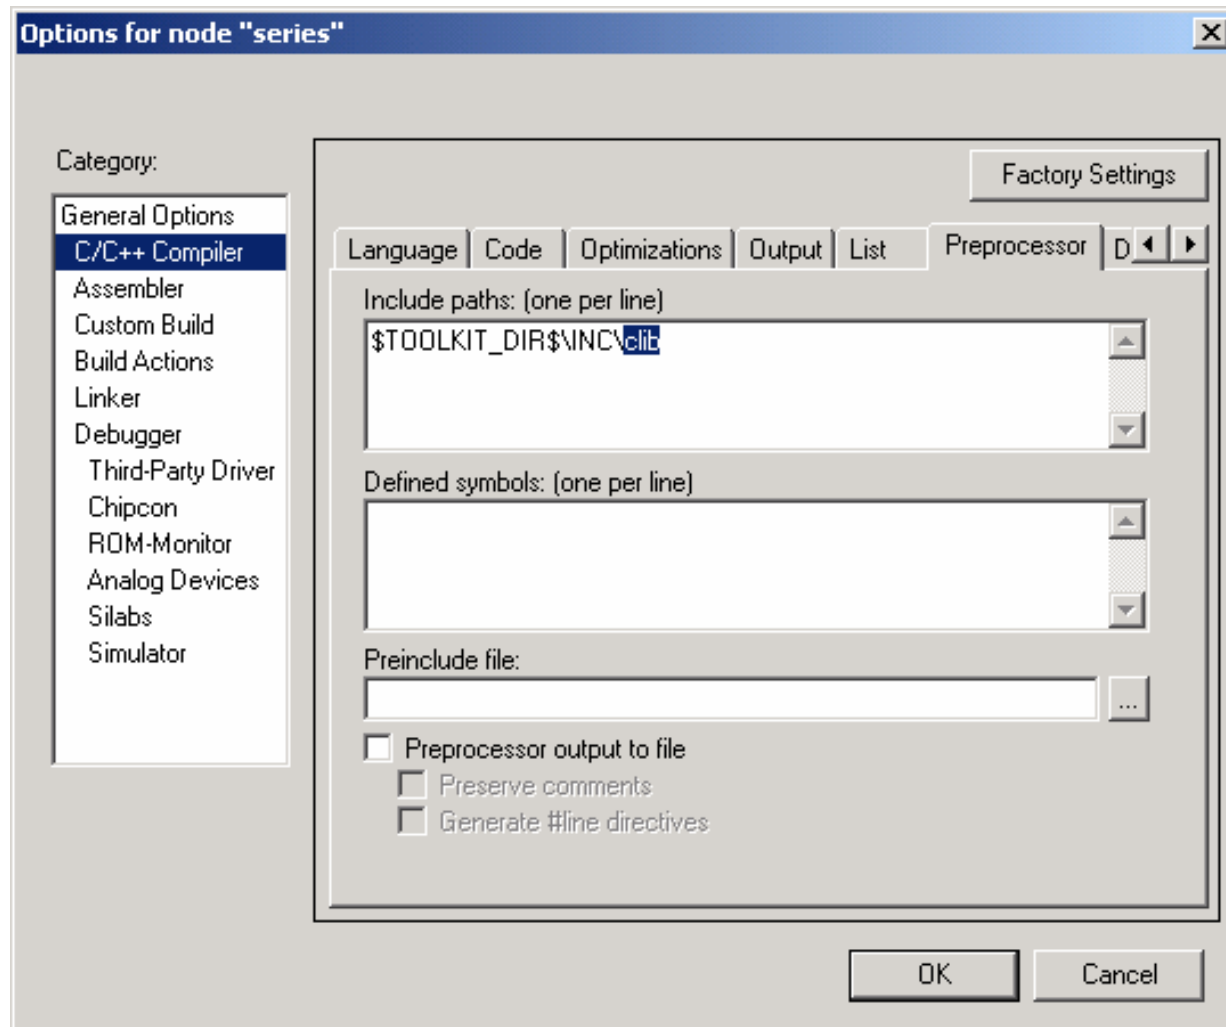 Options for node "series"
Category:
General Options
C/C++ Compiler
Assembler
Custom Build
Build Actions
Linker
Debugger
Third-Party Driver
Chipcon
ROM-Monitor
Analog Devices
Silabs
Simulator
Factory Settings
Language Code Optimizations Output List Preprocessor D
Include paths: (one per line)
$TOOLKIT_DIR$\INC\clib
Defined symbols: (one per line)
Preinclude file:
...
Preprocessor output to file
Preserve comments
Generate #line directives
OK Cancel